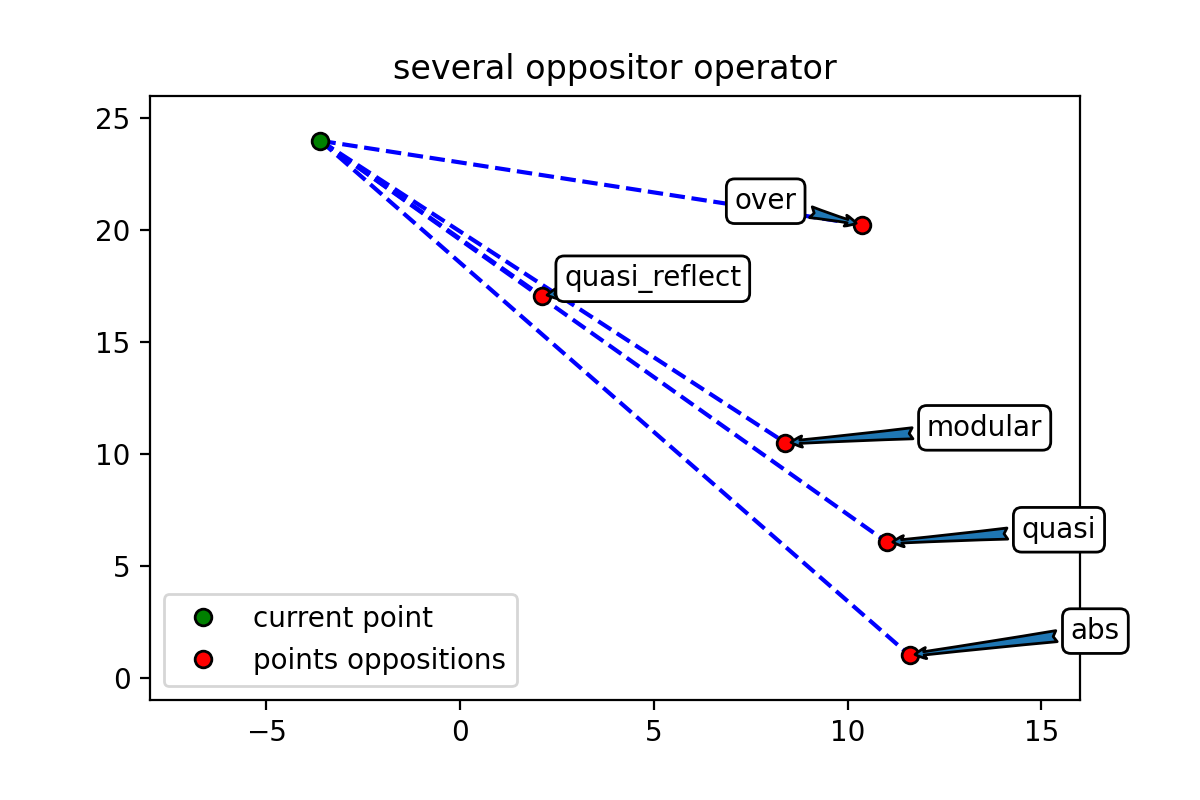 several oppositor operator
25
20
15
10
5
0
over
quasi_reflect
modular
quasi
abs
current point
points oppositions
−5
0
5
10
15